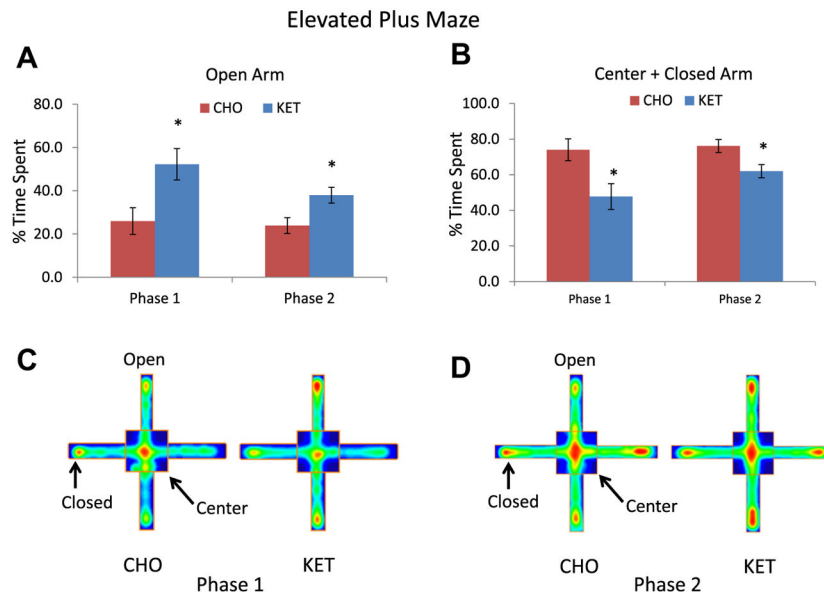 Elevated Plus Maze
A
Open Arm
CHO KET
80.0
60.0
40.0
20.0
0.0
% Time Spent
*
*
Phase 1 Phase 2
B
Center + Closed Arm
CHO KET
100.0
80.0
60.0
40.0
20.0
0.0
% Time Spent
*
*
Phase 1 Phase 2
C
Open
Closed
Center
CHO KET
Phase 1
D
Open
Closed
Center
CHO KET
Phase 2